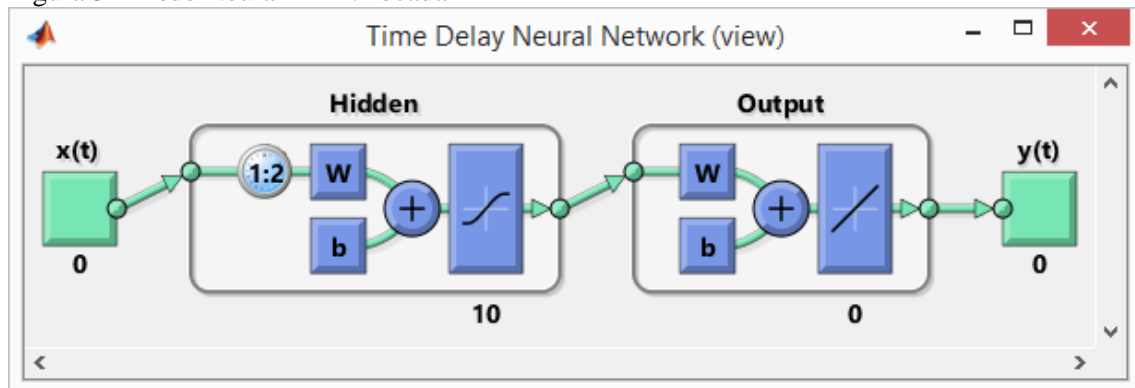 Time Delay Neural Network (view)
Hidden
Output
x(t)
1:2
W
b
W
b
y(t)
0
10
0
0